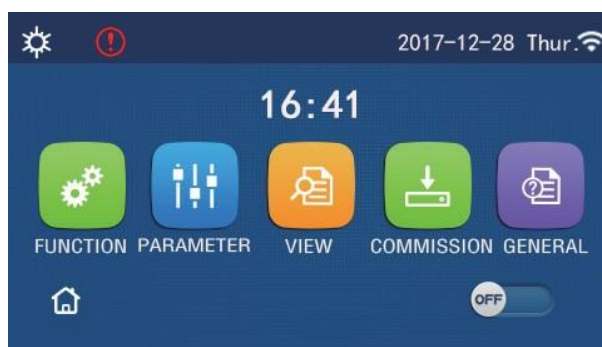 2017-12-28 Thur.
16:41
FUNCTION PARAMETER VIEW COMMISSION GENERAL
OFF